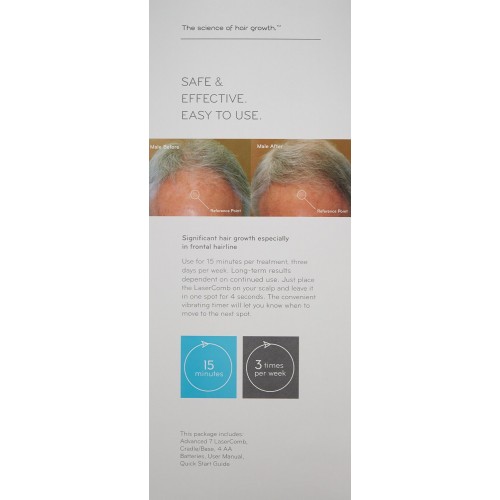 The science of hair growth.™
SAFE &
EFFECTIVE.
EASY TO USE.
Male Before
Male After
Reference Point
Reference Point
Significant hair growth especially
in frontal hairline
Use for 15 minutes per treatment, three
days per week. Long-term results
dependent on continued use. Just place
the LaserComb on your scalp and leave it
in one spot for 4 seconds. The convenient
vibrating timer will let you know when to
move to the next spot.
15
minutes
3 times
per week
This package includes:
Advanced 7 LaserComb,
Cradle/Base, 4 AA
Batteries, User Manual,
Quick Start Guide